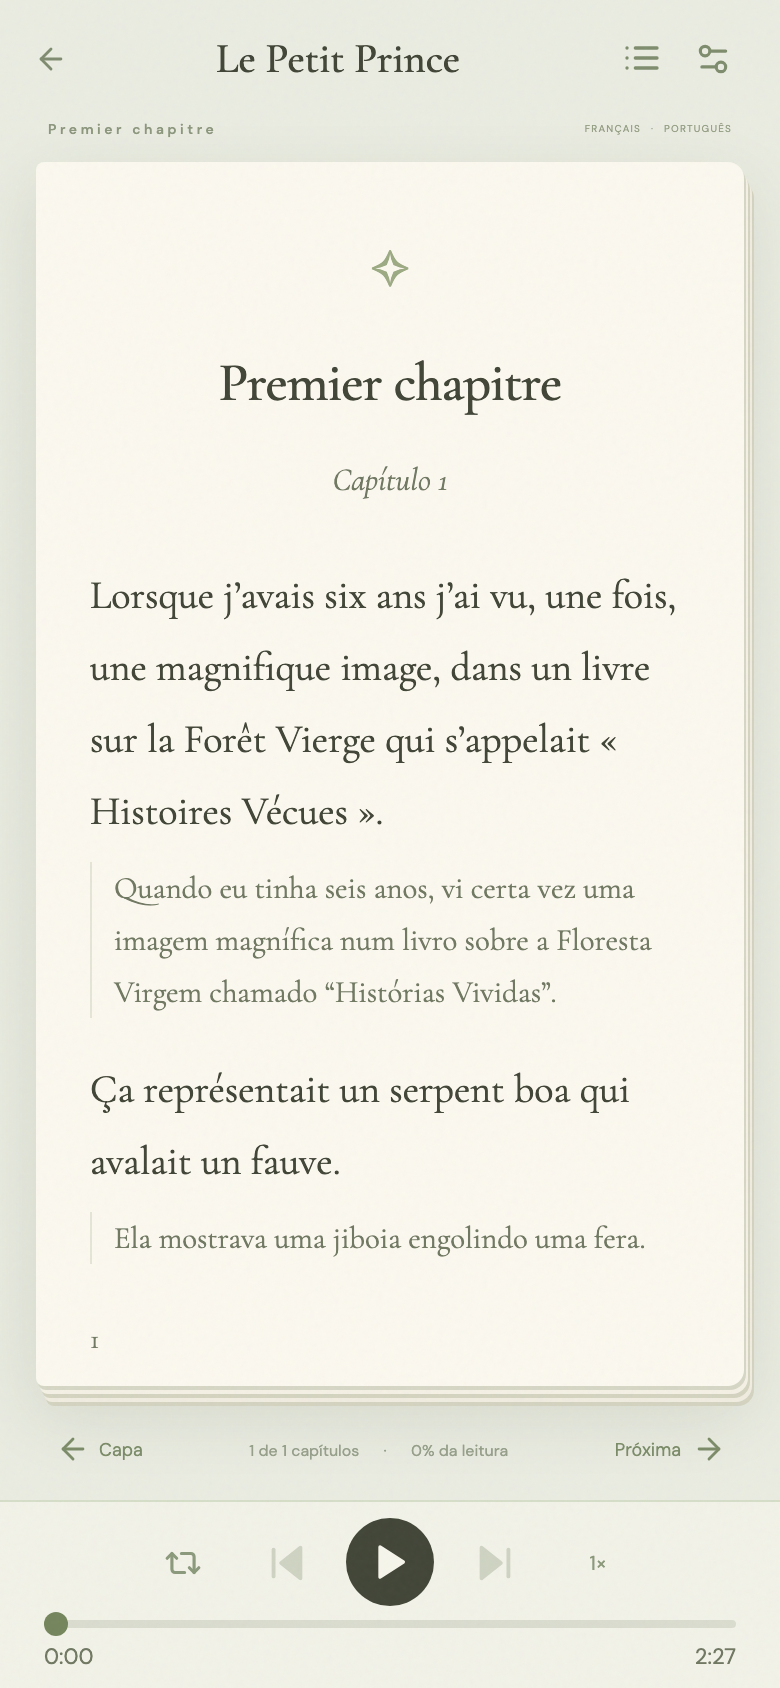 Le Petit Prince
Premier chapitre
FRANÇAIS · PORTUGUÊS
Premier chapitre
Capítulo 1
Lorsque j’avais six ans j’ai vu, une fois,
une magnifique image, dans un livre
sur la Forêt Vierge qui s’appelait «
Histoires Vécues ».
Quando eu tinha seis anos, vi certa vez uma
imagem magnífica num livro sobre a Floresta
Virgem chamado “Histórias Vividas”.
Ça représentait un serpent boa qui
avalait un fauve.
Ela mostrava uma jiboia engolindo uma fera.
1
Capa
1 de 1 capítulos · 0% da leitura
Próxima
1×
0:00
2:27